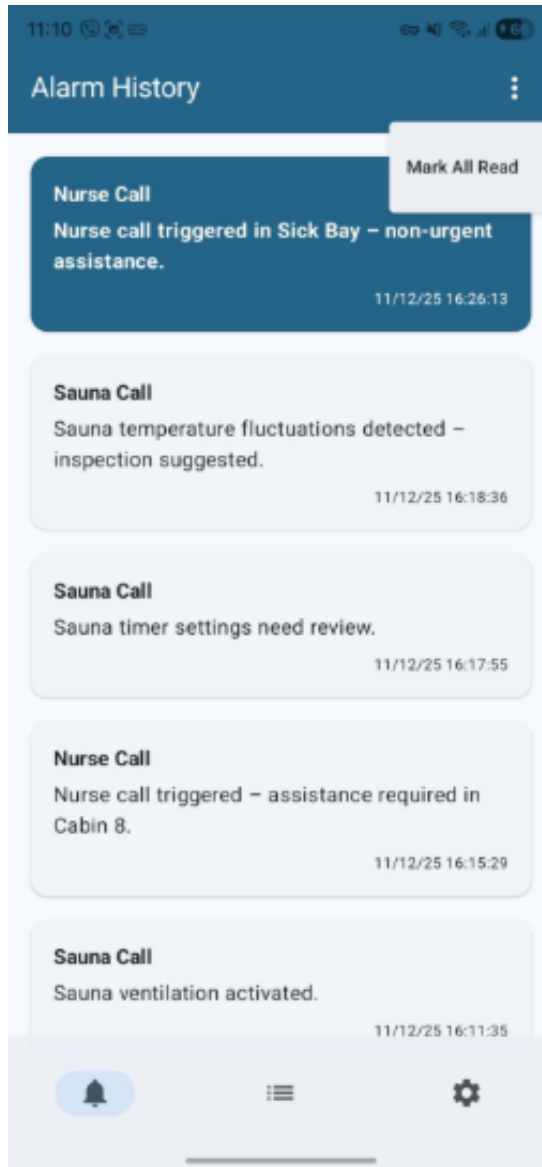 11:10
Alarm History
Mark All Read
Nurse Call
Nurse call triggered in Sick Bay – non-urgent
assistance.
11/12/25 16:26:13
Sauna Call
Sauna temperature fluctuations detected –
inspection suggested.
11/12/25 16:18:36
Sauna Call
Sauna timer settings need review.
11/12/25 16:17:55
Nurse Call
Nurse call triggered – assistance required in
Cabin 8.
11/12/25 16:15:29
Sauna Call
Sauna ventilation activated.
11/12/25 16:11:35